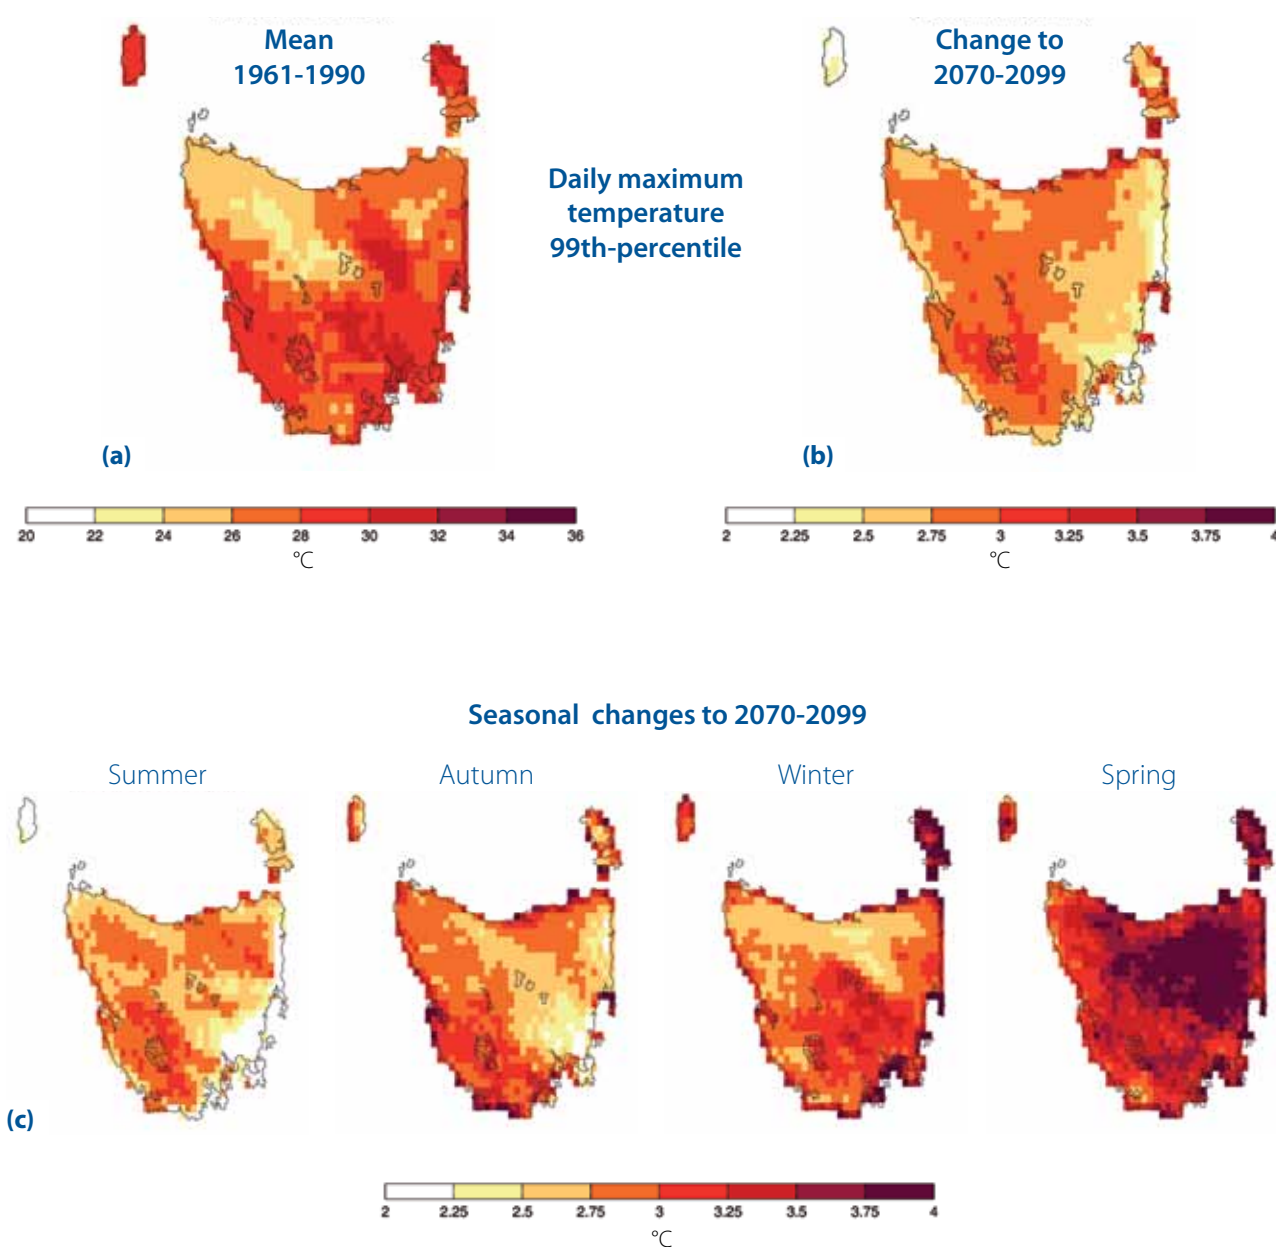 Mean
1961-1990
Change to
2070-2099
Daily maximum
temperature
99th-percentile
(a)
(b)
20 22 24 26 28 30 32 34 36
°C
2 2.25 2.5 2.75 3 3.25 3.5 3.75 4
°C
Seasonal changes to 2070-2099
Summer Autumn Winter Spring
(c)
2 2.25 2.5 2.75 3 3.25 3.5 3.75 4
°C